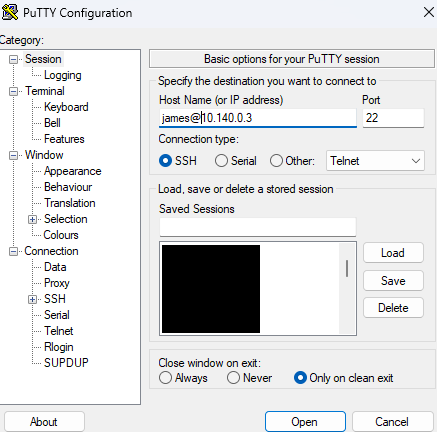 PuTTY Configuration
Category:
Session
Logging
Terminal
Keyboard
Bell
Features
Window
Appearance
Behaviour
Translation
Selection
Colours
Connection
Data
Proxy
SSH
Serial
Telnet
Rlogin
SUPDUP
Basic options for your PuTTY session
Specify the destination you want to connect to
Host Name (or IP address) Port
james@10.140.0.3 22
Connection type:
SSH Serial Other: Telnet
Load, save or delete a stored session
Saved Sessions
Load
Save
Delete
Close window on exit:
Always Never Only on clean exit
About Open Cancel